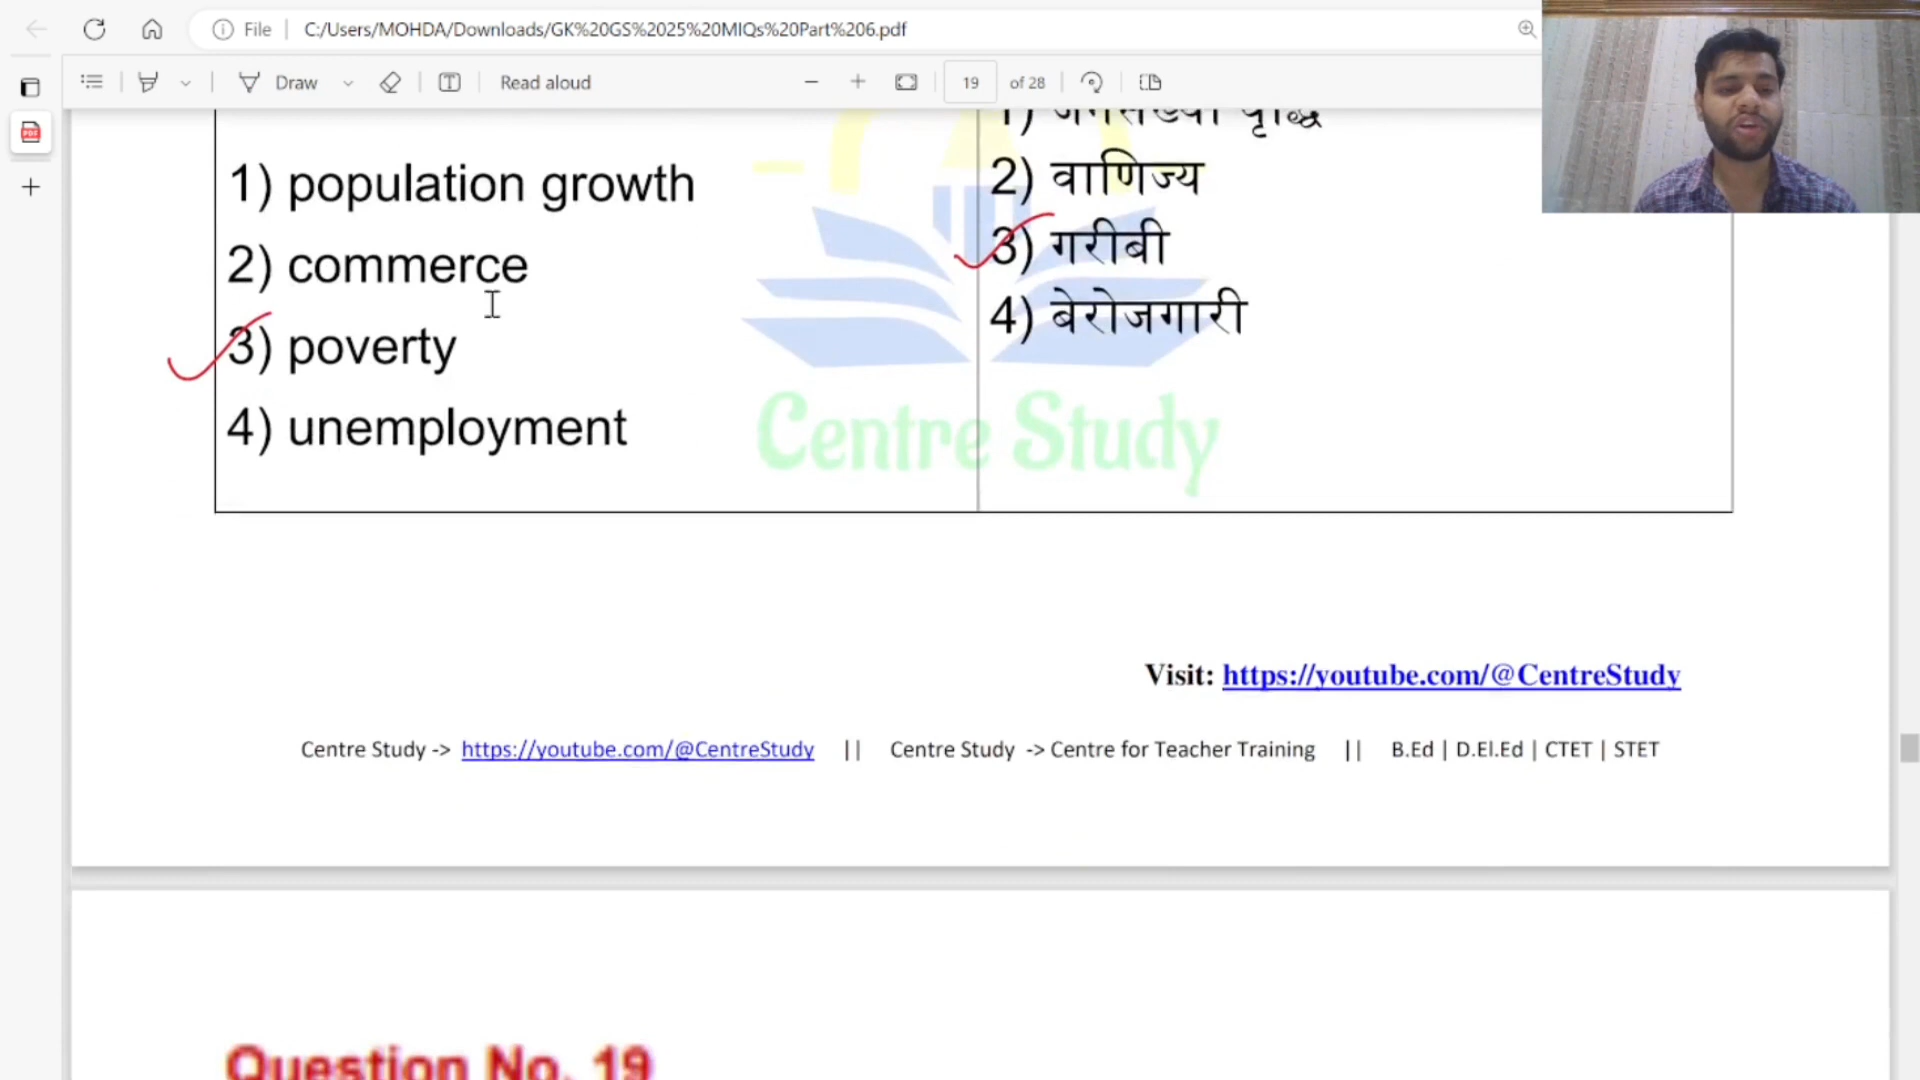 File
C:/Users/MOHDA/Downloads/GK%20GS%2025%20MIQs%20Part%206.pdf
Draw
Read aloud
19
of 28
1) population growth
2) commerce
3) poverty
4) unemployment
1) जनसंख्या वृद्धि
2) वाणिज्य
3) गरीबी
4) बेरोजगारी
Centre Study
Visit: https://youtube.com/@CentreStudy
Centre Study -> https://youtube.com/@CentreStudy || Centre Study -> Centre for Teacher Training || B.Ed | D.El.Ed | CTET | STET
Question No. 19